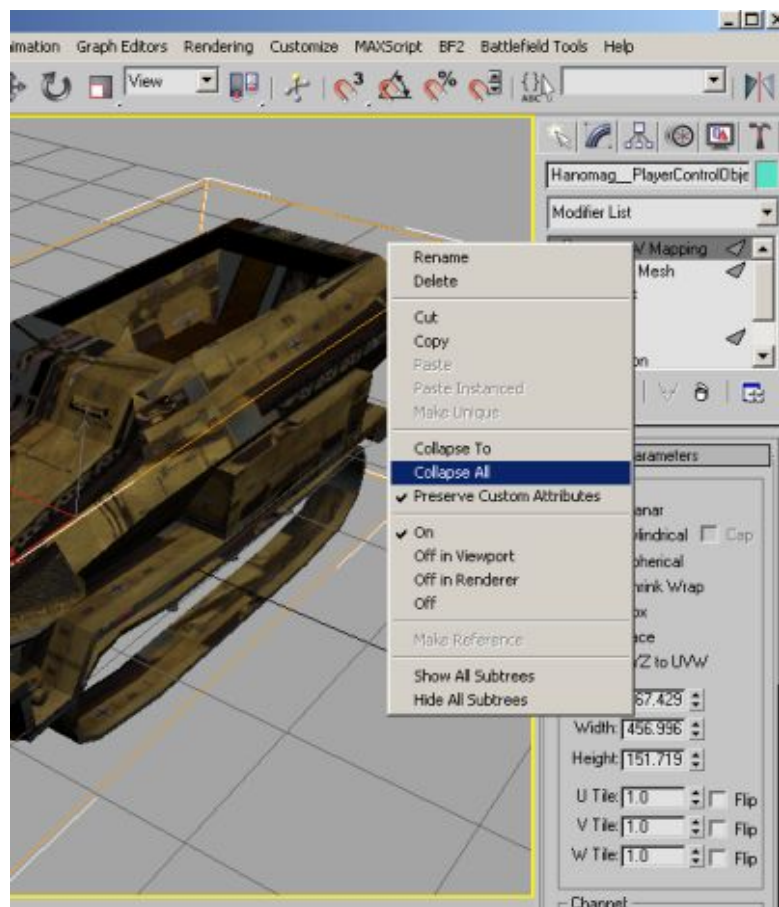 imation Graph Editors Rendering Customize MAXScript BF2 Battlefield Tools Help
View
3
%
ABC
Hanomag__PlayerControlObje
Modifier List
W Mapping
Mesh
on
Rename
Delete
Cut
Copy
Paste
Paste Instanced
Make Unique
Collapse To
Collapse All
Preserve Custom Attributes
On
Off in Viewport
Off in Renderer
Off
Make Reference
Show All Subtrees
Hide All Subtrees
arameters
anar
lindrical Cap
pherical
rink Wrap
ox
ace
YZ to UVW
67.429
Width: 456.996
Height: 151.719
U Tile: 1.0 Flip
V Tile: 1.0 Flip
W Tile: 1.0 Flip
Channel